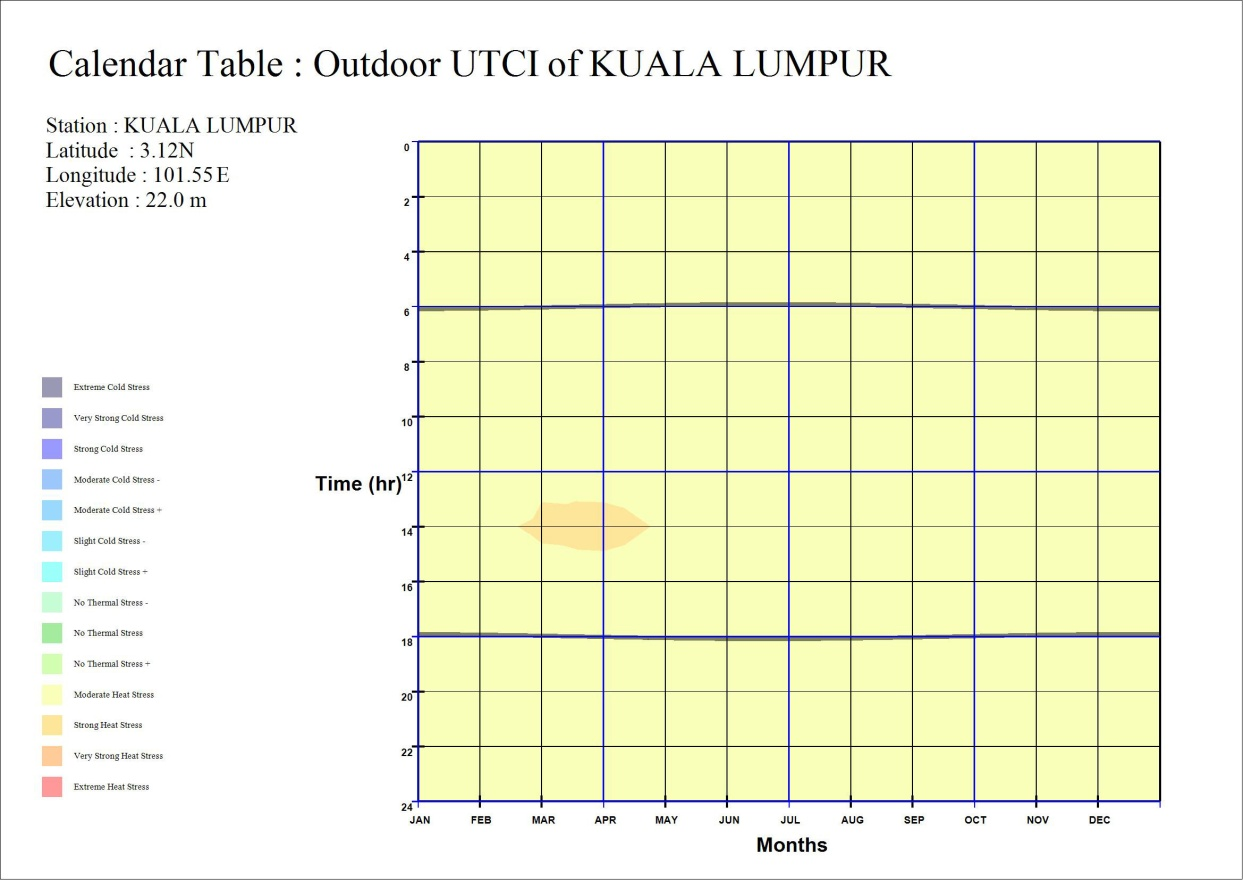 Calendar Table : Outdoor UTCI of KUALA LUMPUR
Station : KUALA LUMPUR
Latitude : 3.12N
Longitude : 101.55 E
Elevation : 22.0 m
Extreme Cold Stress
Very Strong Cold Stress
Strong Cold Stress
Moderate Cold Stress -
Moderate Cold Stress +
Slight Cold Stress -
Slight Cold Stress +
No Thermal Stress -
No Thermal Stress
No Thermal Stress +
Moderate Heat Stress
Strong Heat Stress
Very Strong Heat Stress
Extreme Heat Stress
Time (hr)
0
2
4
6
8
10
12
14
16
18
20
22
24
JAN FEB MAR APR MAY JUN JUL AUG SEP OCT NOV DEC
Months